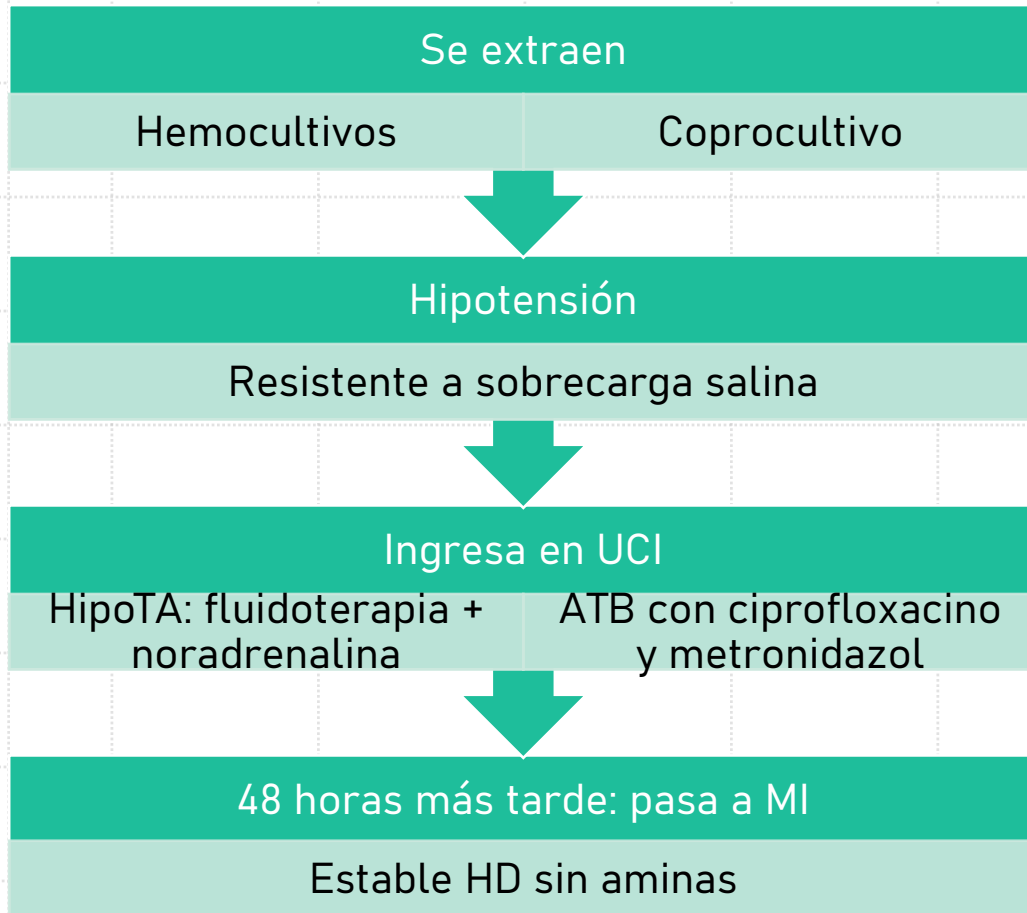 Se extraen
Hemocultivos
Coprocultivo
Hipotensión
Resistente a sobrecarga salina
Ingresa en UCI
HipoTA: fluidoterapia +
noradrenalina
ATB con ciprofloxacino
y metronidazol
48 horas más tarde: pasa a MI
Estable HD sin aminas